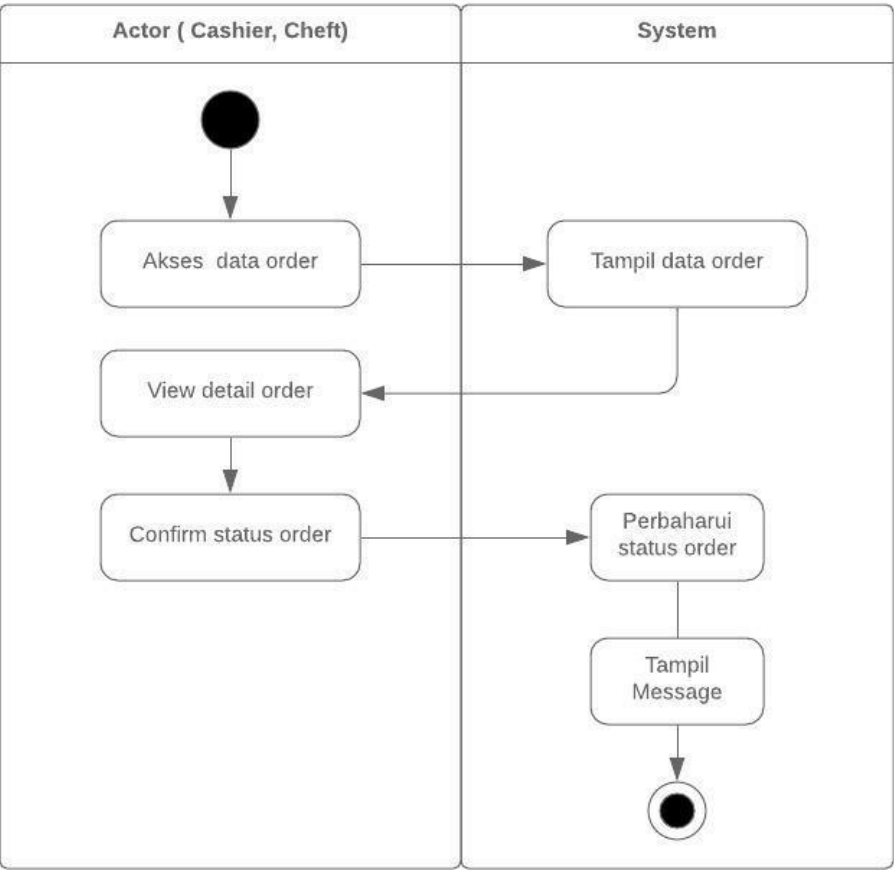 Actor ( Cashier, Cheft)
System
Akses  data order
Tampil data order
View detail order
Confirm status order
Perbaharui
status order
Tampil
Message